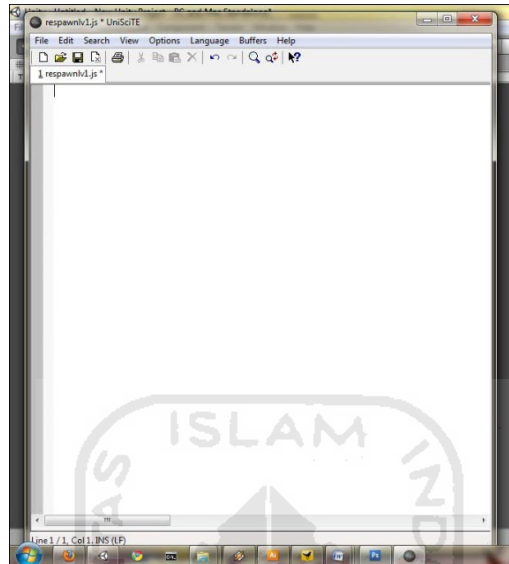 respawnlv1.js * UniSciTE
File Edit Search View Options Language Buffers Help
1 respawnlv1.js *
ISLAM
Line 1 / 1, Col 1, INS (LF)